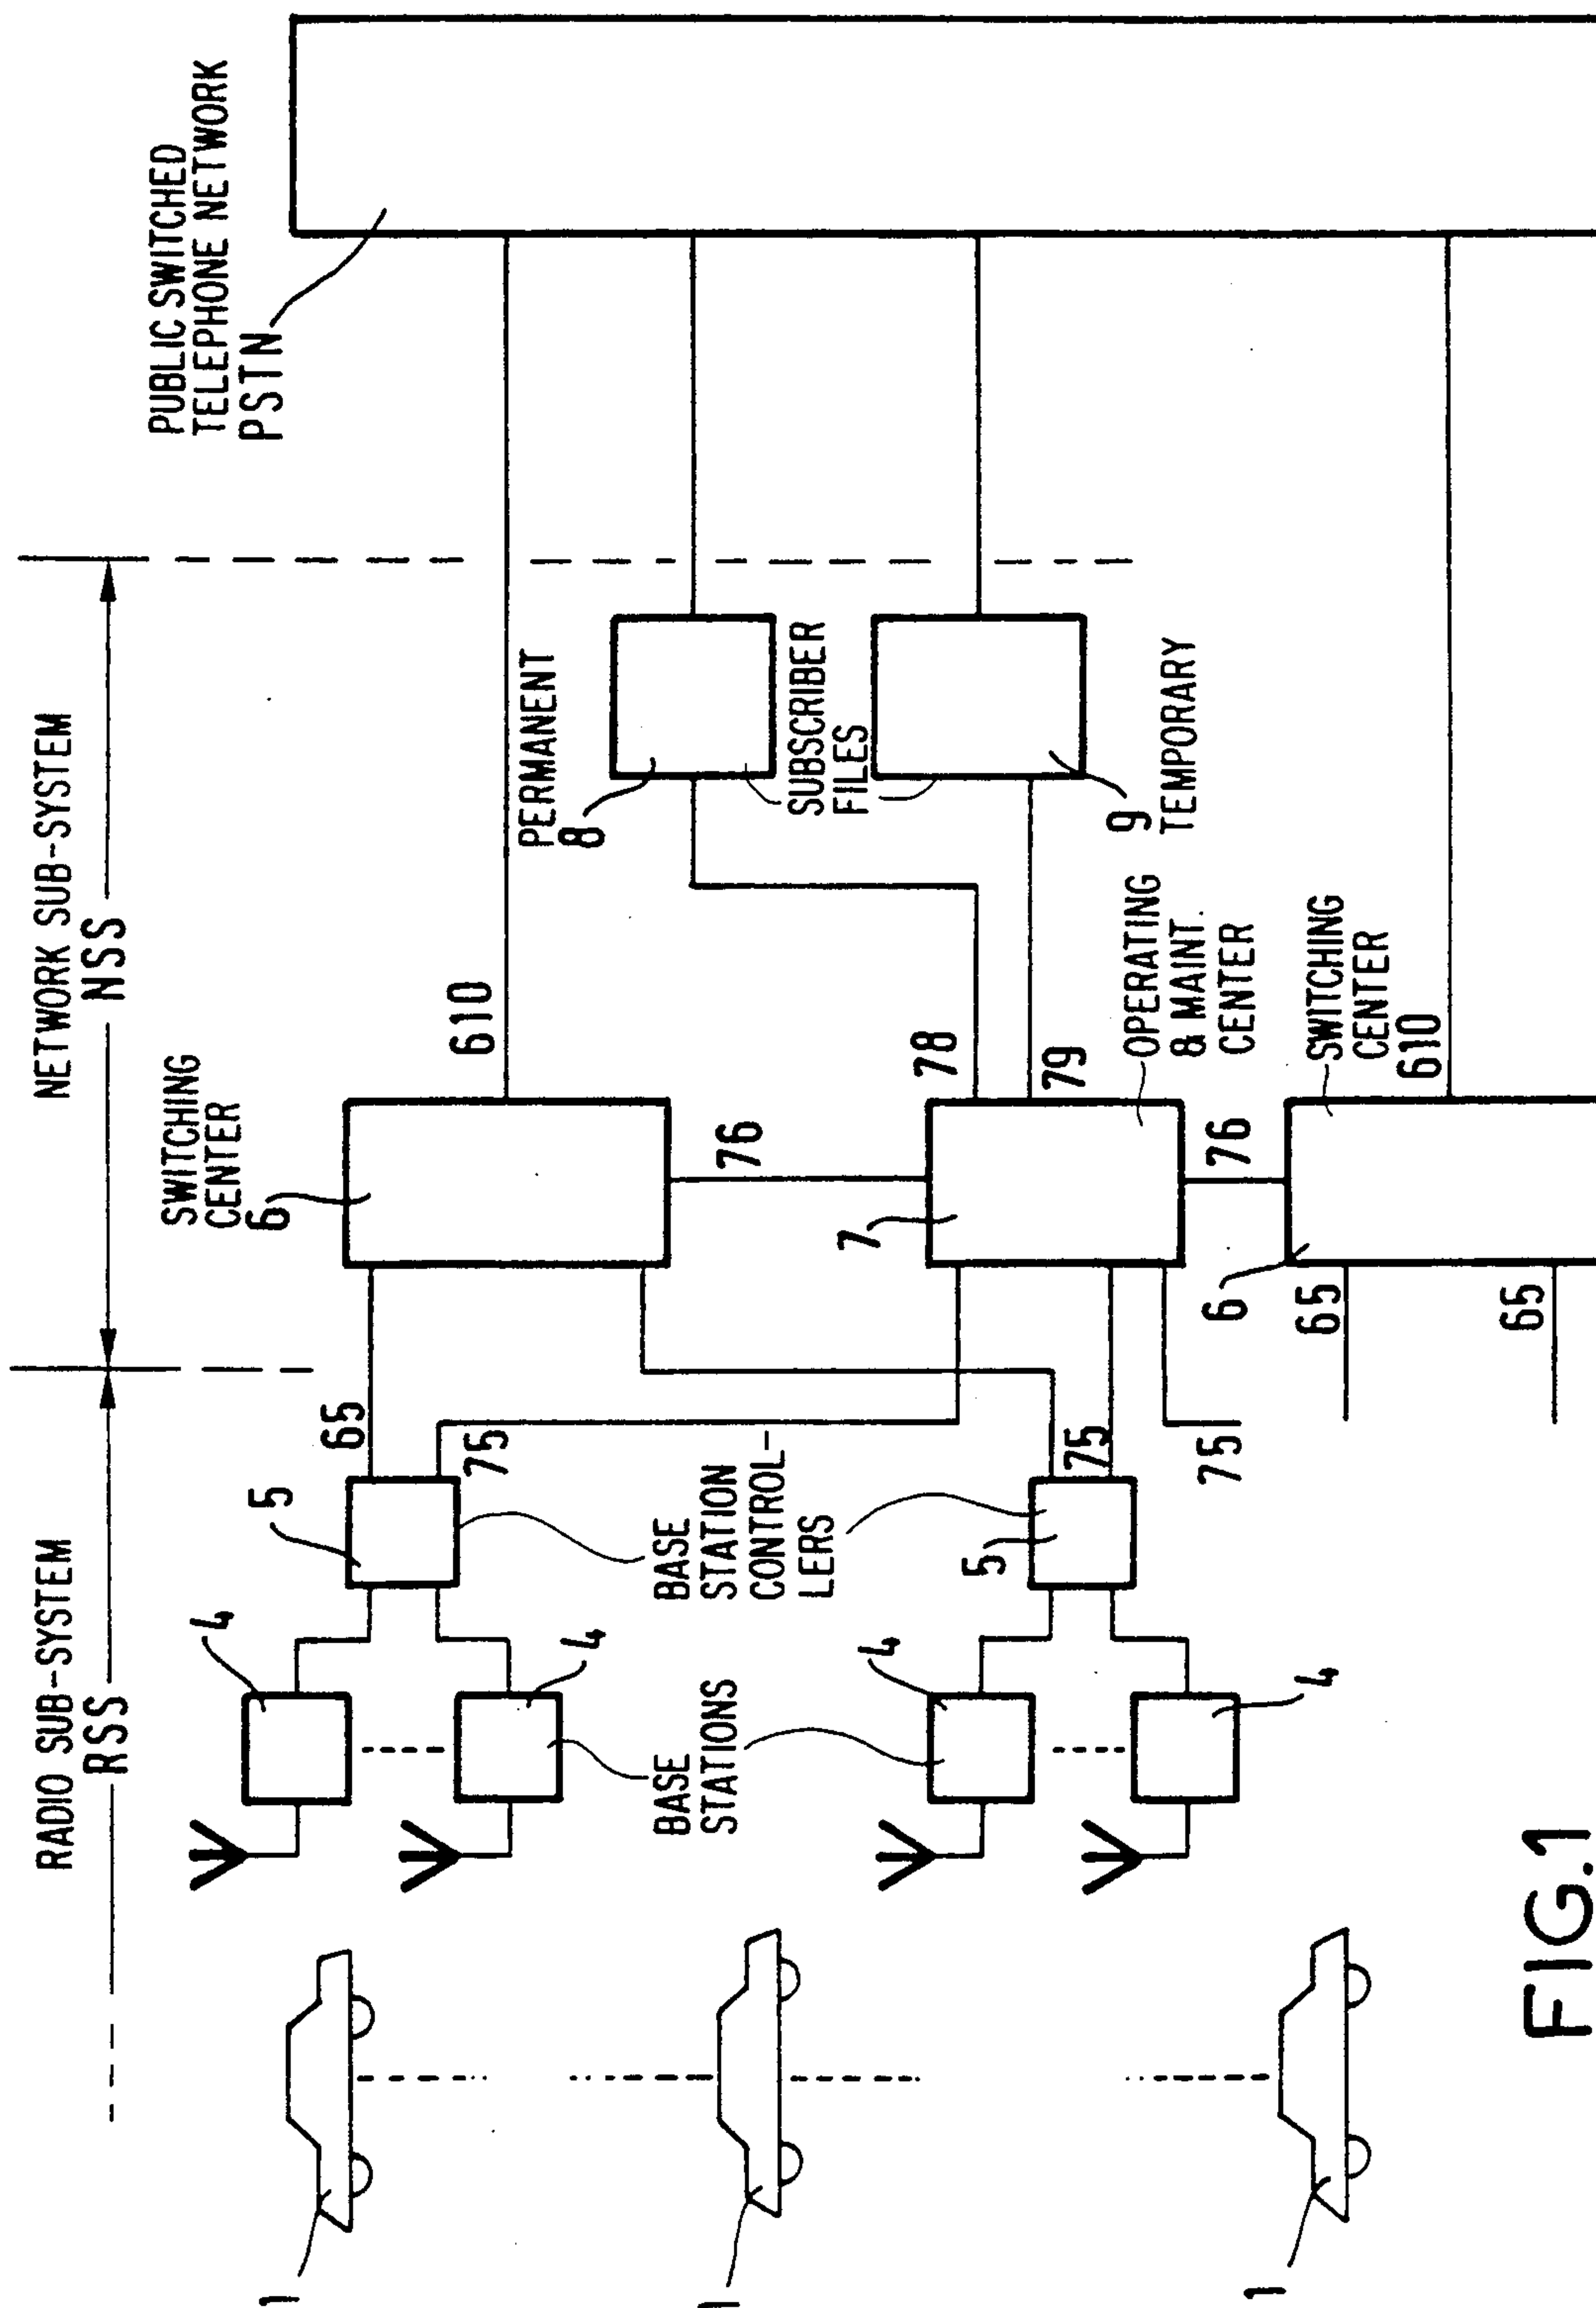 RADIO SUB-SYSTEM
RSS
NETWORK SUB-SYSTEM
NSS
PUBLIC SWITCHED
TELEPHONE NETWORK
PSTN
SWITCHING
CENTER
6
4
5
65
75
610
4
PERMANENT
8
76
BASE
STATIONS
BASE
STATION
CONTROL-
LERS
SUBSCRIBER
FILES
7
78
79
4
5
75
9
TEMPORARY
OPERATING
& MAINT.
CENTER
4
75
76
6
65
65
SWITCHING
CENTER
610
1
1
1
FIG.1